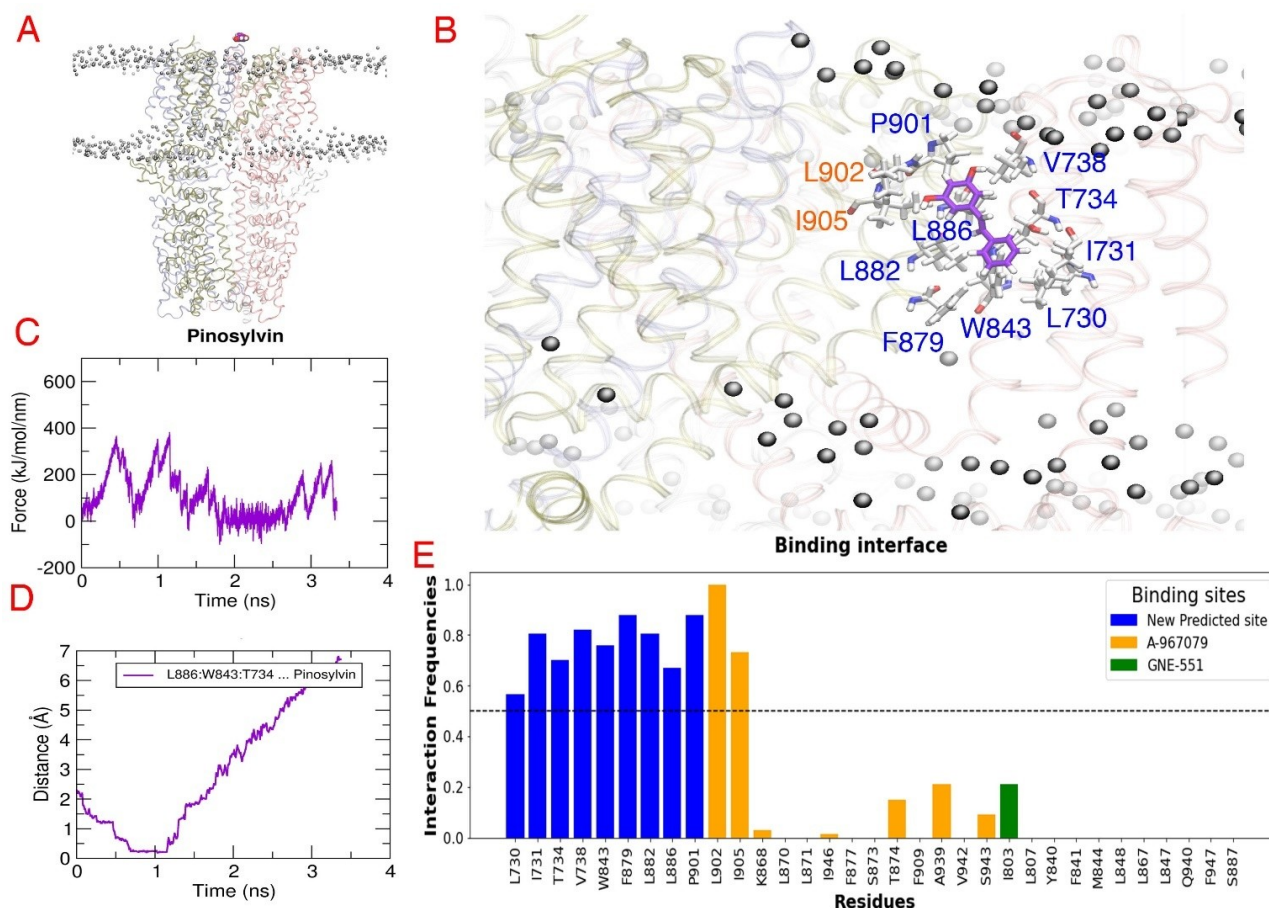 A
B
P901
L902
V738
T734
I905
L886
I731
L882
L730
W843
F879
Binding interface
C
Pinosylvin
600
400
200
0
-200
Force (kJ/mol/nm)
0 1 2 3 4
Time (ns)
D
7
6
5
4
3
2
1
0
Distance (Å)
L886:W843:T734 ... Pinosylvin
0 1 2 3 4
Time (ns)
E
1.0
0.8
0.6
0.4
0.2
0.0
Interaction Frequencies
Binding sites
New Predicted site
A-967079
GNE-551
L730
I731
T734
V738
W843
F879
L882
L886
P901
L902
I905
K868
L870
L871
I946
F877
S873
T874
F909
A939
V942
S943
I803
L807
Y840
F841
M844
L848
L867
L847
Q940
F947
S887
Residues